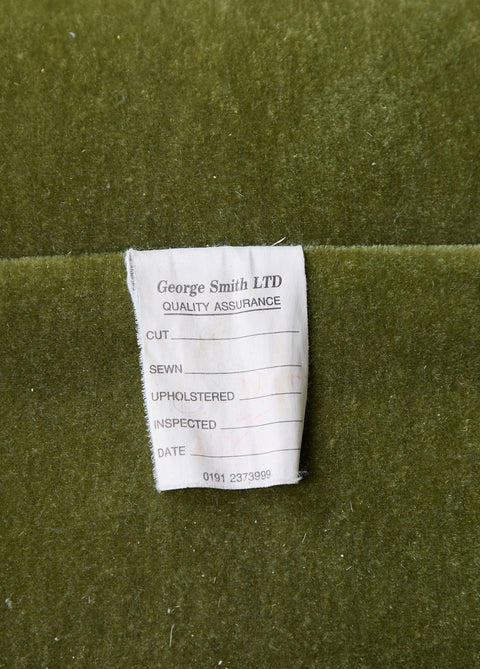 George Smith LTD
QUALITY ASSURANCE
CUT
SEWN
UPHOLSTERED
INSPECTED
DATE
0191 2373999